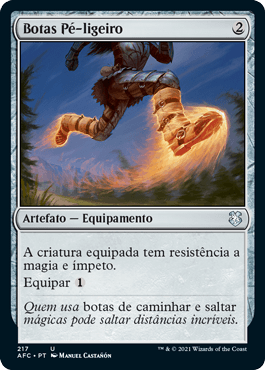 Botas Pé-ligeiro 2
Artefato — Equipamento
A criatura equipada tem resistência a
magia e ímpeto.
Equipar 1
Quem usa botas de caminhar e saltar
mágicas pode saltar distâncias incríveis.
217 U
AFC • PT Manuel Castañón
™ & © 2021 Wizards of the Coast